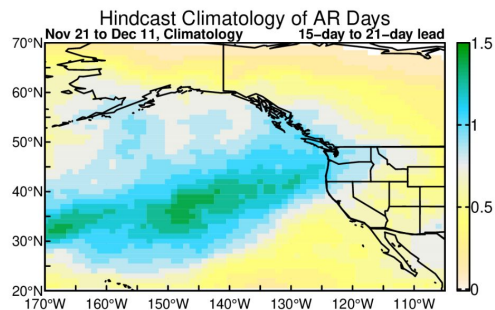 Hindcast Climatology of AR Days
Nov 21 to Dec 11, Climatology 15-day to 21-day lead
70°N
60°N
50°N
40°N
30°N
20°N
170°W 160°W 150°W 140°W 130°W 120°W 110°W
1.5
1
0.5
0